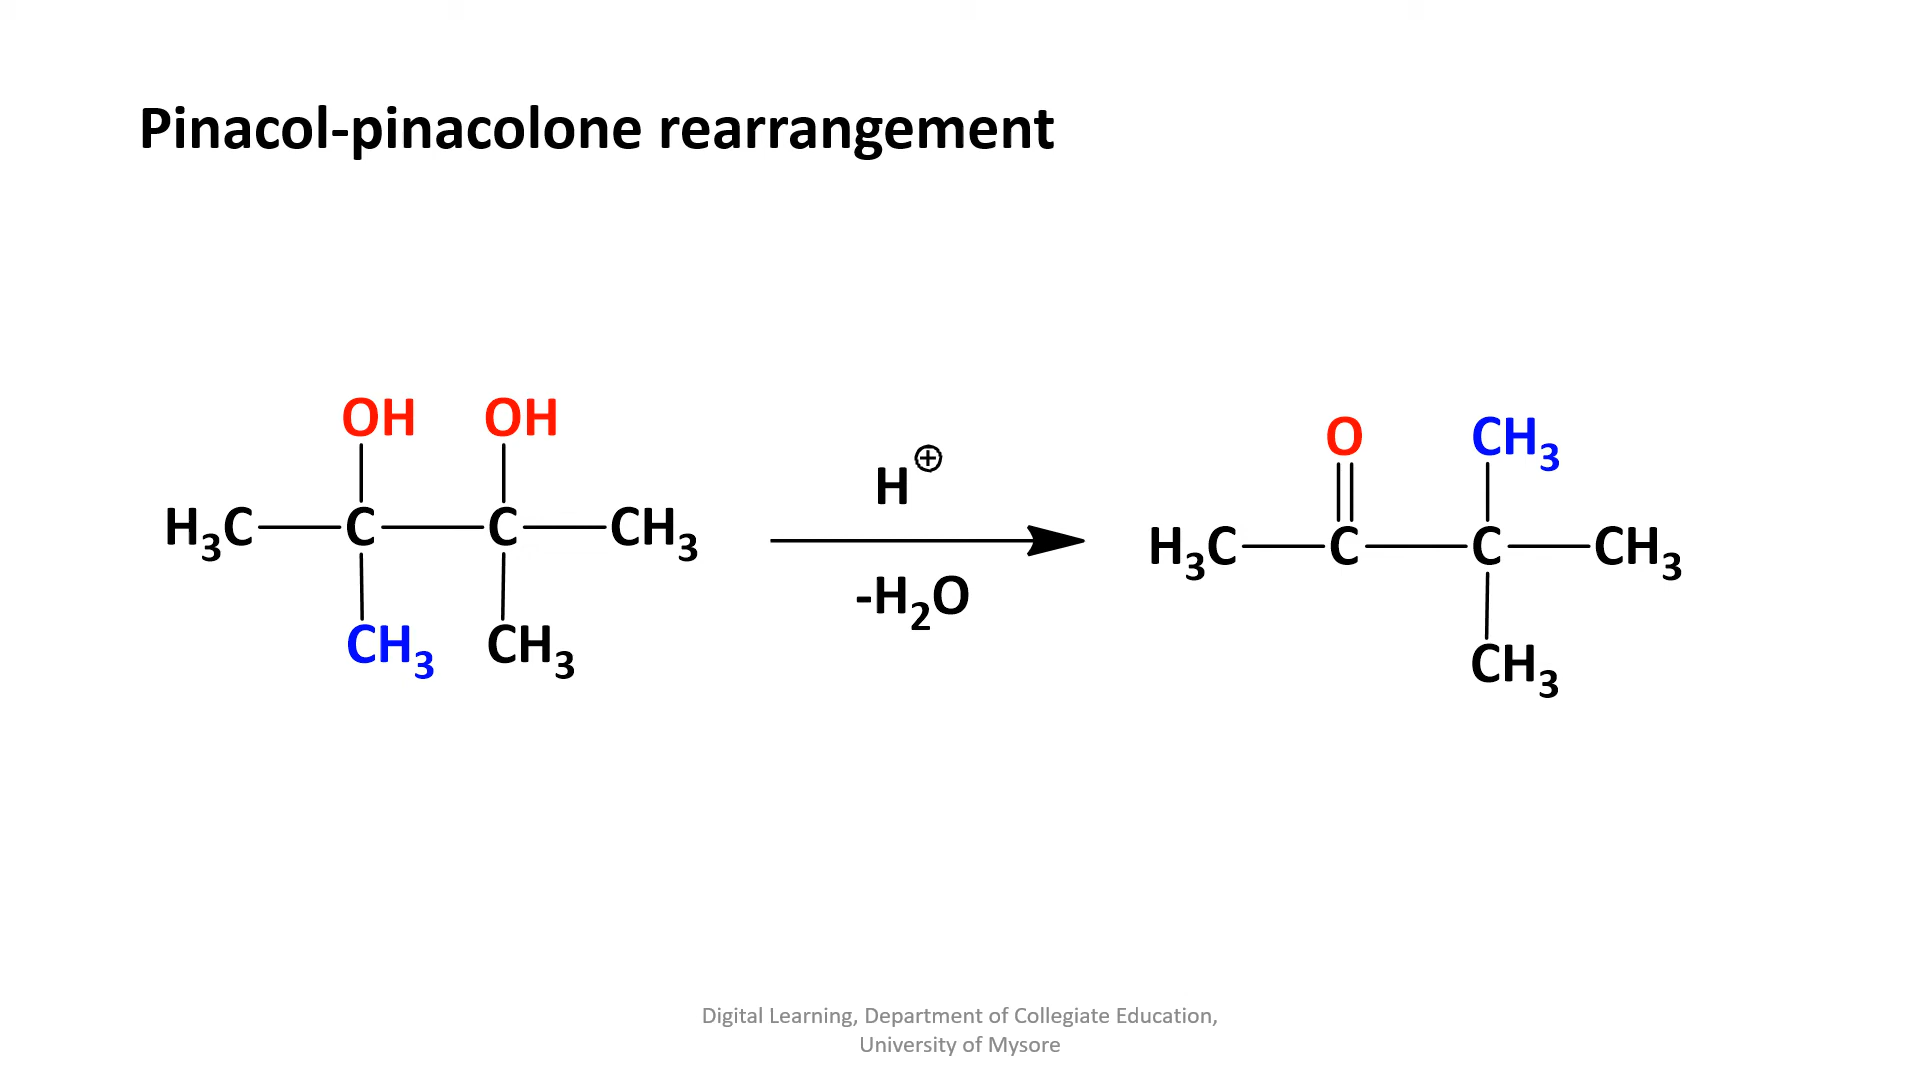 Pinacol-pinacolone rearrangement
OH OH
H₃C C C CH₃
CH₃ CH₃
H⊕
-H₂O
O CH₃
H₃C C C CH₃
CH₃
Digital Learning, Department of Collegiate Education,
University of Mysore